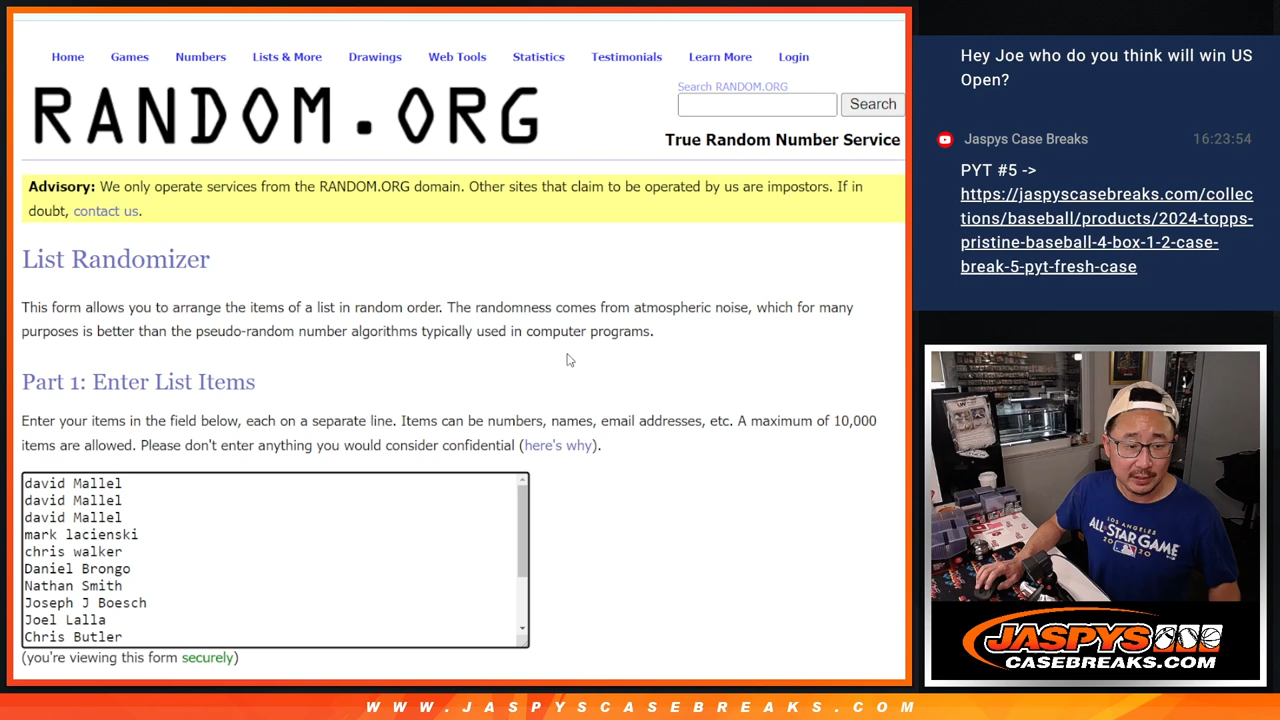 Home Games Numbers Lists & More Drawings Web Tools Statistics Testimonials Learn More Login
RANDOM.ORG
Search RANDOM.ORG
Search
True Random Number Service
Advisory: We only operate services from the RANDOM.ORG domain. Other sites that claim to be operated by us are impostors. If in
doubt, contact us.
List Randomizer
This form allows you to arrange the items of a list in random order. The randomness comes from atmospheric noise, which for many
purposes is better than the pseudo-random number algorithms typically used in computer programs.
Part 1: Enter List Items
Enter your items in the field below, each on a separate line. Items can be numbers, names, email addresses, etc. A maximum of 10,000
items are allowed. Please don't enter anything you would consider confidential (here's why).
david Mallel
david Mallel
david Mallel
mark lacienski
chris walker
Daniel Brongo
Nathan Smith
Joseph J Boesch
Joel Lalla
Chris Butler
(you're viewing this form securely)
Hey Joe who do you think will win US
Open?
Jaspys Case Breaks 16:23:54
PYT #5 ->
https://jaspyscasebreaks.com/collec
tions/baseball/products/2024-topps-
pristine-baseball-4-box-1-2-case-
break-5-pyt-fresh-case
LOS ANGELES
ALL-STAR GAME
JASPYS
CASEBREAKS.COM
WWW.JASPYSCASEBREAKS.COM